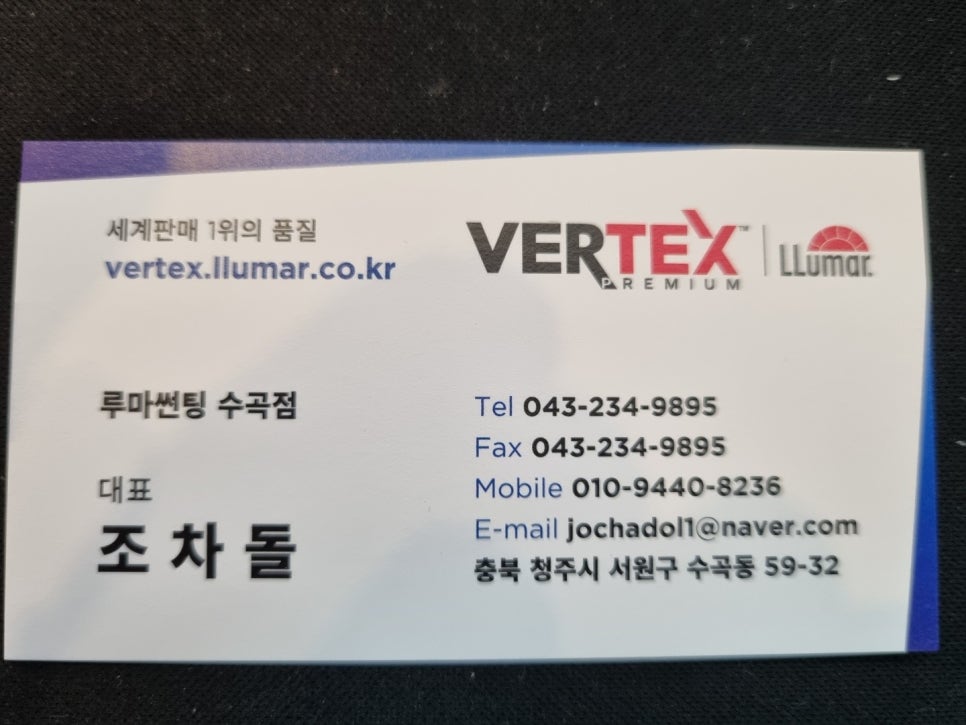 세계판매 1위의 품질
vertex.llumar.co.kr
VERTEX™ PREMIUM
LLumar.
루마썬팅 수곡점
대표
조차돌
Tel 043-234-9895
Fax 043-234-9895
Mobile 010-9440-8236
E-mail jochadol1@naver.com
충북 청주시 서원구 수곡동 59-32